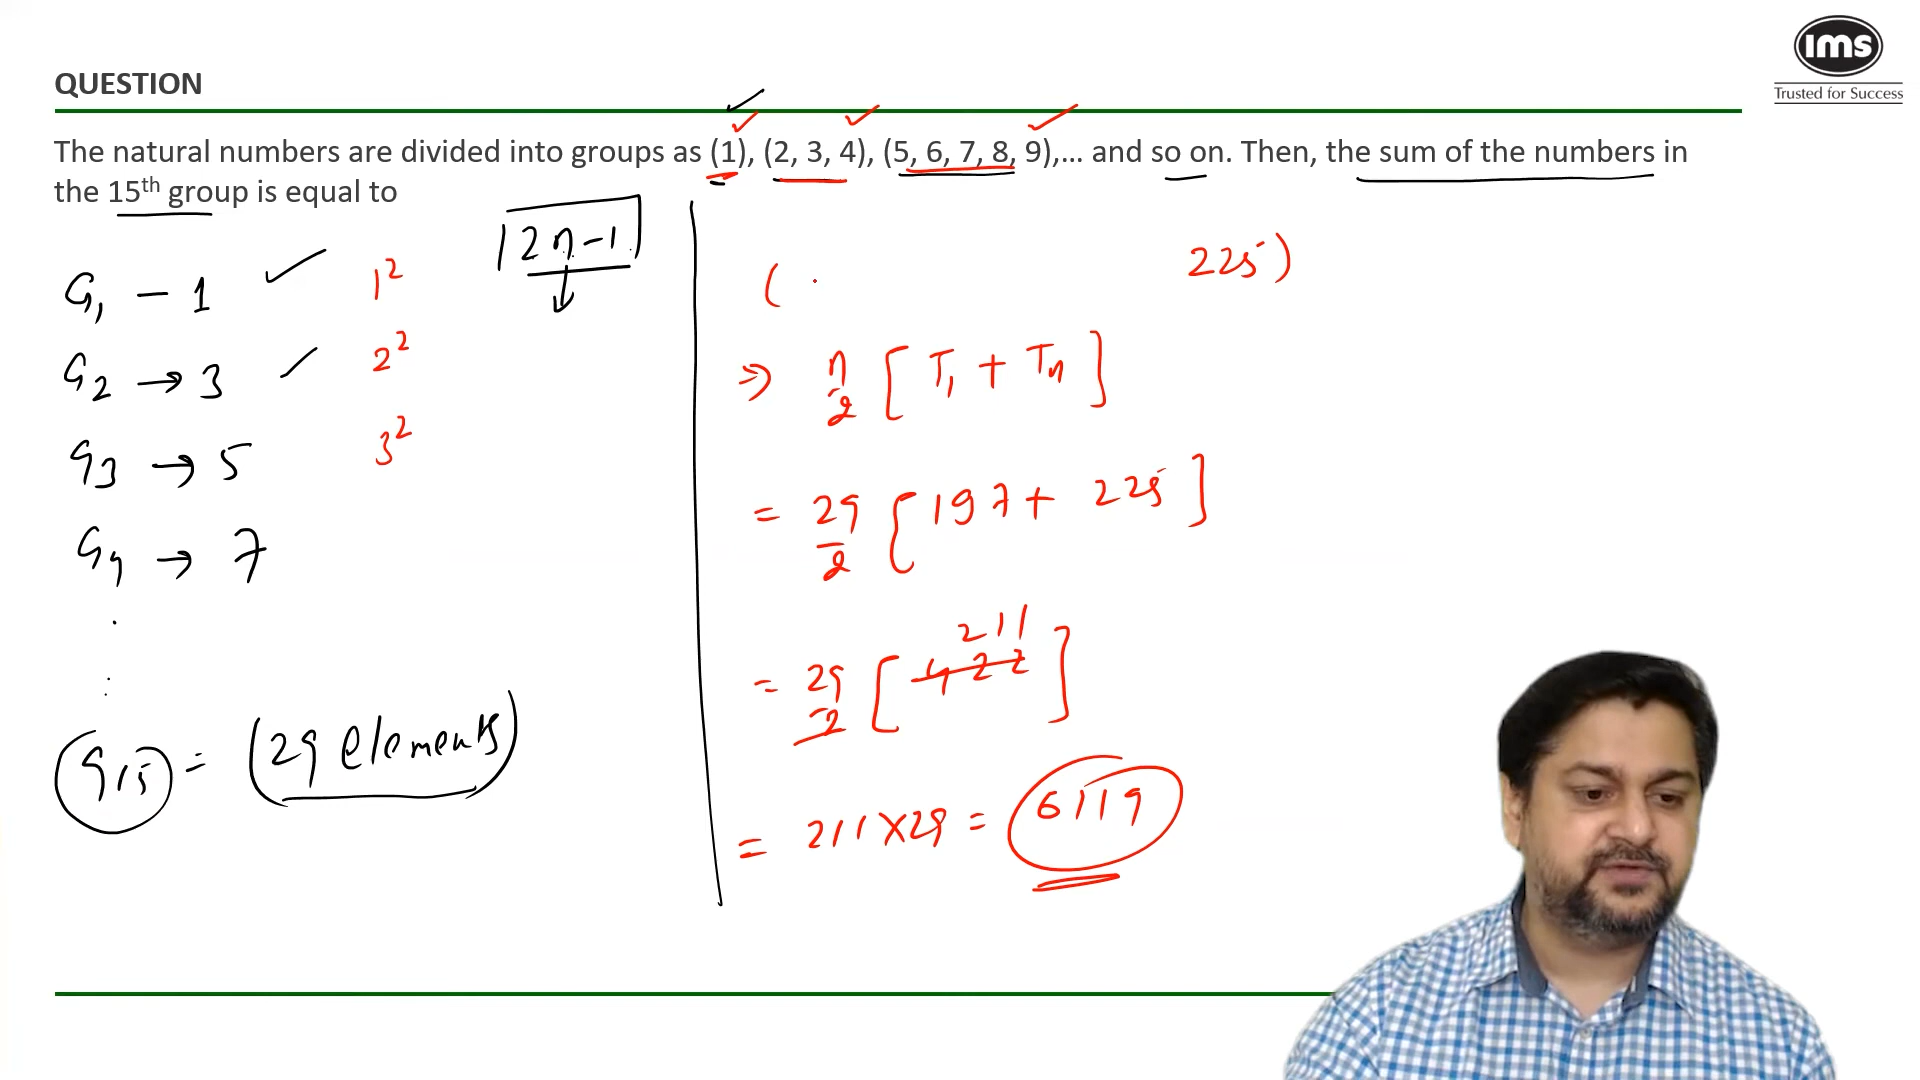 ims
Trusted for Success
QUESTION
The natural numbers are divided into groups as (1), (2, 3, 4), (5, 6, 7, 8, 9),... and so on. Then, the sum of the numbers in
the 15th group is equal to
|2n-1|
G1 - 1 1²
G2 → 3 2²
G3 → 5 3²
G4 → 7
.
:
G15 = (29 elements)
( . 225)
⇒ n/2 [T1 + Tn]
= 29/2 [197 + 225]
211
= 29/2 [422]
= 211 × 29 = 6119